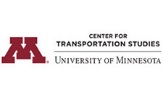 CENTER FOR
TRANSPORTATION STUDIES
UNIVERSITY OF MINNESOTA